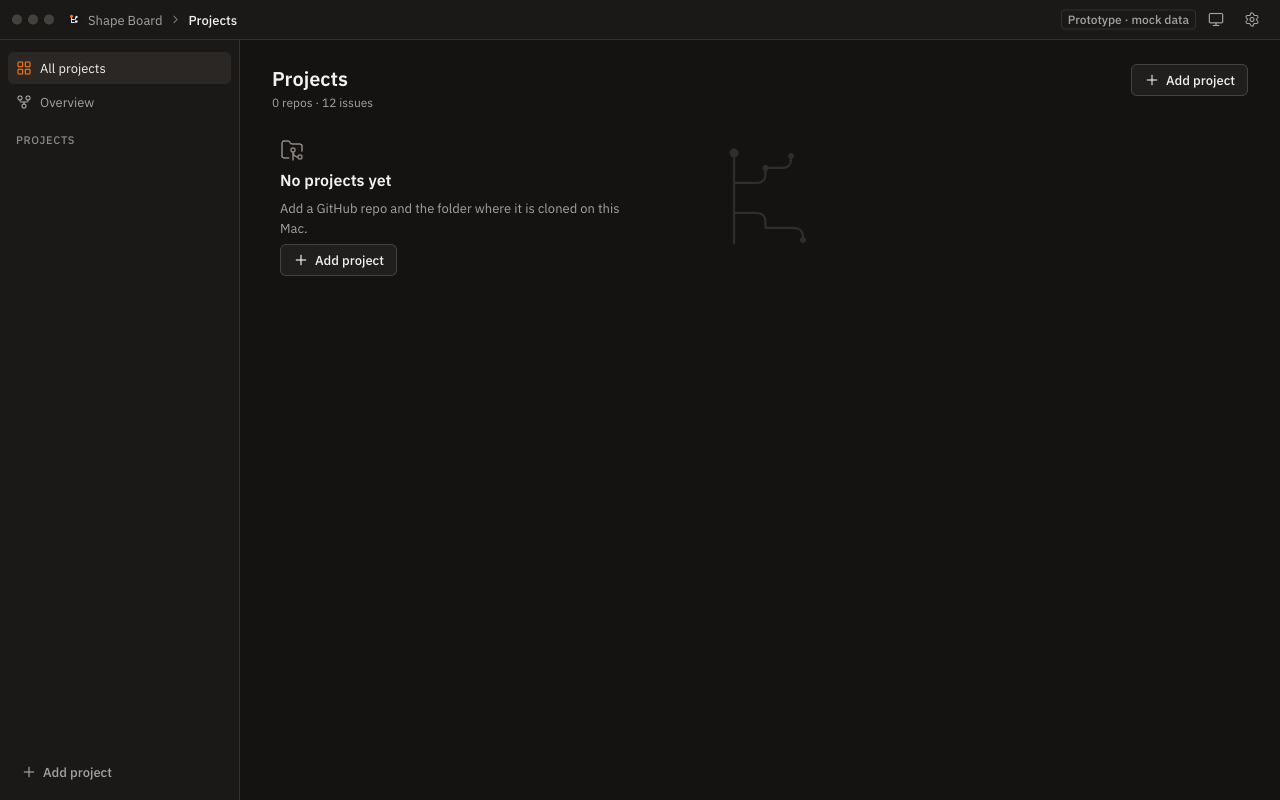 Shape Board > Projects
Prototype · mock data
All projects
Overview
PROJECTS
Add project
Projects
0 repos · 12 issues
Add project
No projects yet
Add a GitHub repo and the folder where it is cloned on this
Mac.
Add project